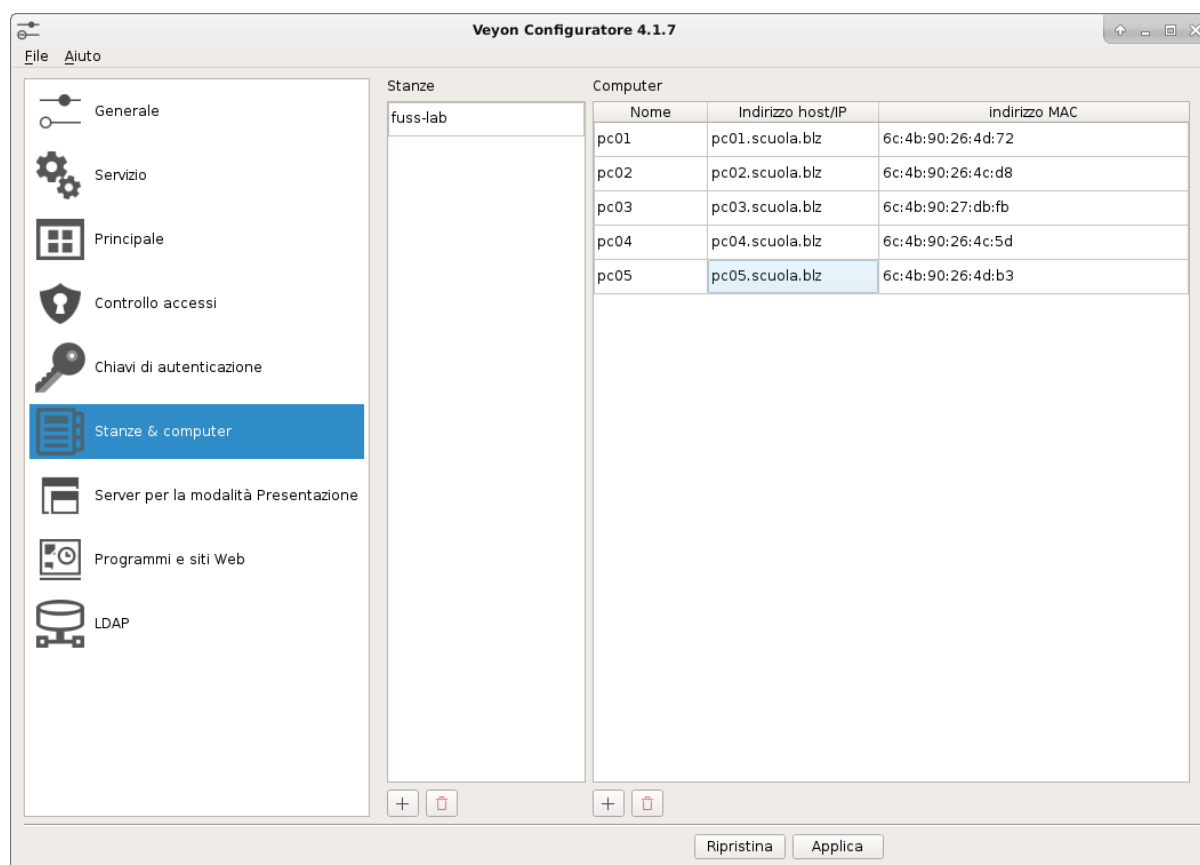 Veyon Configuratore 4.1.7
File Aiuto
Generale
Servizio
Principale
Controllo accessi
Chiavi di autenticazione
Stanze & computer
Server per la modalità Presentazione
Programmi e siti Web
LDAP
Stanze
fuss-lab
Computer
Nome Indirizzo host/IP indirizzo MAC
pc01 pc01.scuola.blz 6c:4b:90:26:4d:72
pc02 pc02.scuola.blz 6c:4b:90:26:4c:d8
pc03 pc03.scuola.blz 6c:4b:90:27:db:fb
pc04 pc04.scuola.blz 6c:4b:90:26:4c:5d
pc05 pc05.scuola.blz 6c:4b:90:26:4d:b3
Ripristina Applica